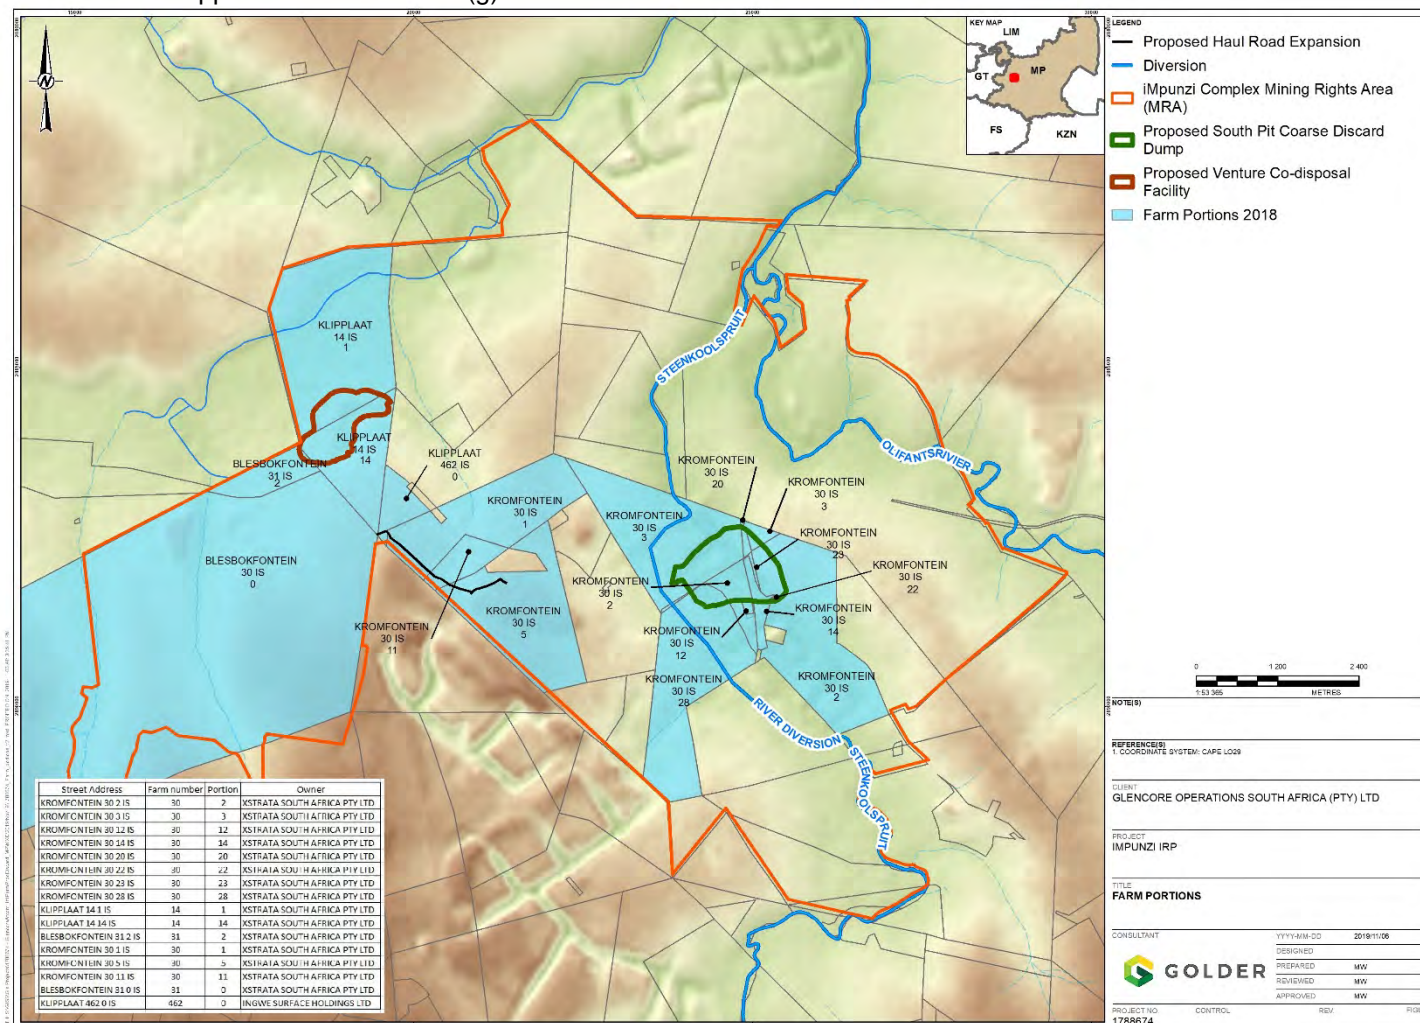 KEY MAP
LIM
GT
MP
FS
KZN
LEGEND
Proposed Haul Road Expansion
Diversion
iMpunzi Complex Mining Rights Area
(MRA)
Proposed South Pit Coarse Discard
Dump
Proposed Venture Co-disposal
Facility
Farm Portions 2018
N
KLIPPLAAT
14 IS
1
KLIPPLAAT
14 IS
14
BLESBOKFONTEIN
31 IS
2
KLIPPLAAT
462 IS
0
BLESBOKFONTEIN
30 IS
0
KROMFONTEIN
30 IS
1
KROMFONTEIN
30 IS
11
KROMFONTEIN
30 IS
5
KROMFONTEIN
30 IS
3
KROMFONTEIN
30 IS
2
KROMFONTEIN
30 IS
20
KROMFONTEIN
30 IS
3
KROMFONTEIN
30 IS
23
KROMFONTEIN
30 IS
22
KROMFONTEIN
30 IS
14
KROMFONTEIN
30 IS
12
KROMFONTEIN
30 IS
28
KROMFONTEIN
30 IS
2
STEENKOOLSPRUIT
OLIFANTSRIVIER
RIVER DIVERSION
STEENKOOLSPRUIT
Street Address Farm number Portion Owner
KROMFONTEIN 30 2 IS 30 2 XSTRATA SOUTH AFRICA PTY LTD
KROMFONTEIN 30 3 IS 30 3 XSTRATA SOUTH AFRICA PTY LTD
KROMFONTEIN 30 12 IS 30 12 XSTRATA SOUTH AFRICA PTY LTD
KROMFONTEIN 30 14 IS 30 14 XSTRATA SOUTH AFRICA PTY LTD
KROMFONTEIN 30 20 IS 30 20 XSTRATA SOUTH AFRICA PTY LTD
KROMFONTEIN 30 22 IS 30 22 XSTRATA SOUTH AFRICA PTY LTD
KROMFONTEIN 30 23 IS 30 23 XSTRATA SOUTH AFRICA PTY LTD
KROMFONTEIN 30 28 IS 30 28 XSTRATA SOUTH AFRICA PTY LTD
KLIPPLAAT 14 1 IS 14 1 XSTRATA SOUTH AFRICA PTY LTD
KLIPPLAAT 14 14 IS 14 14 XSTRATA SOUTH AFRICA PTY LTD
BLESBOKFONTEIN 31 2 IS 31 2 XSTRATA SOUTH AFRICA PTY LTD
KROMFONTEIN 30 1 IS 30 1 XSTRATA SOUTH AFRICA PTY LTD
KROMFONTEIN 30 5 IS 30 5 XSTRATA SOUTH AFRICA PTY LTD
KROMFONTEIN 30 11 IS 30 11 XSTRATA SOUTH AFRICA PTY LTD
BLESBOKFONTEIN 31 0 IS 31 0 XSTRATA SOUTH AFRICA PTY LTD
KLIPPLAAT 462 0 IS 462 0 INGWE SURFACE HOLDINGS LTD
0 1 200 2 400
1:53 365 METRES
NOTE(S)
REFERENCE(S)
1. COORDINATE SYSTEM: CAPE LO29
CLIENT
GLENCORE OPERATIONS SOUTH AFRICA (PTY) LTD
PROJECT
IMPUNZI IRP
TITLE
FARM PORTIONS
CONSULTANT
GOLDER
YYYY-MM-DD 2019/11/06
DESIGNED
PREPARED MW
REVIEWED MW
APPROVED MW
PROJECT NO. CONTROL REV
1788674